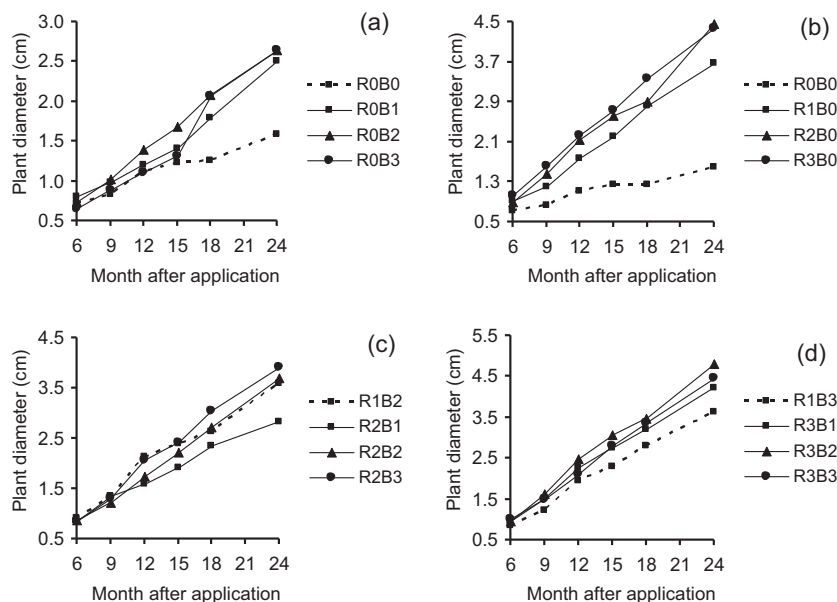 (a)
Plant diameter (cm)
3.0
2.5
2.0
1.5
1.0
0.5
6 9 12 15 18 21 24
Month after application
R0B0
R0B1
R0B2
R0B3
(b)
Plant diameter (cm)
4.5
3.7
2.9
2.1
1.3
0.5
6 9 12 15 18 21 24
Month after application
R0B0
R1B0
R2B0
R3B0
(c)
Plant diameter (cm)
4.5
3.5
2.5
1.5
0.5
6 9 12 15 18 21 24
Month after application
R1B2
R2B1
R2B2
R2B3
(d)
Plant diameter (cm)
5.5
4.5
3.5
2.5
1.5
0.5
6 9 12 15 18 21 24
Month after application
R1B3
R3B1
R3B2
R3B3